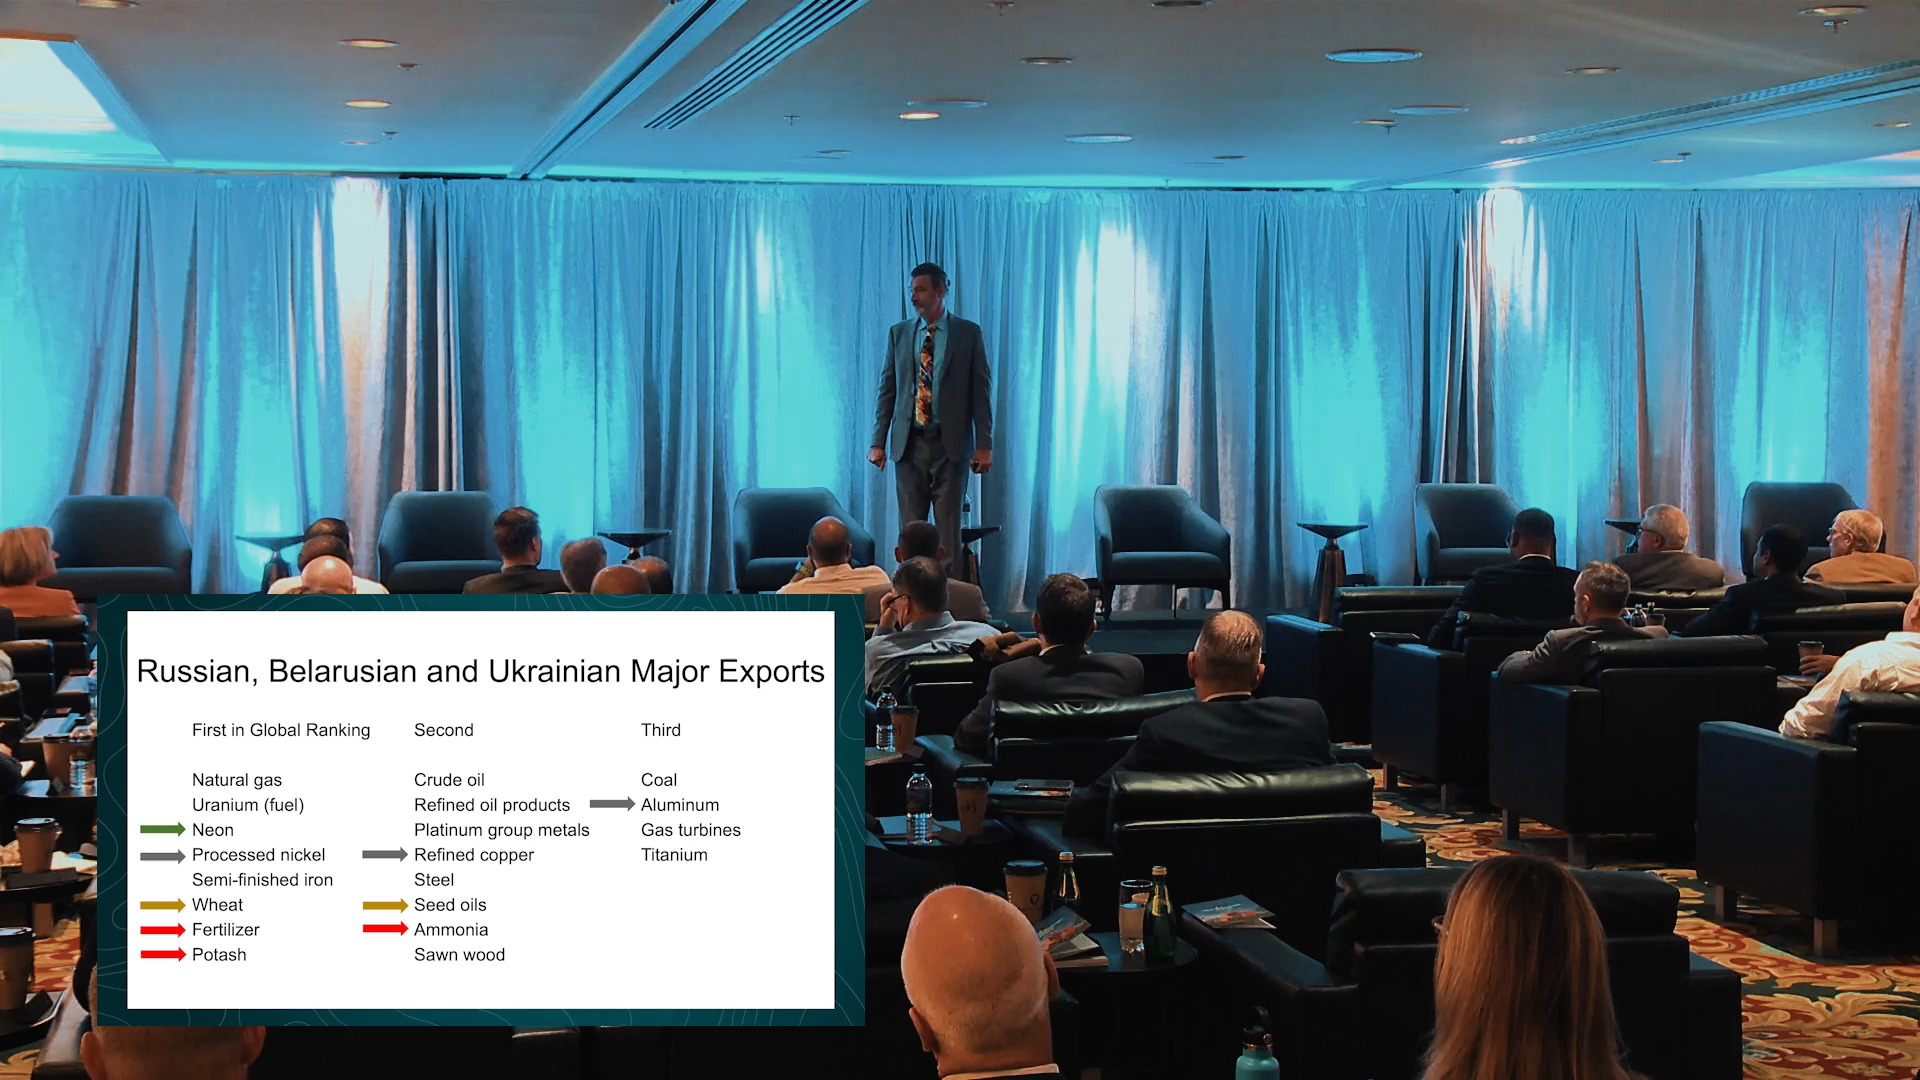 Russian, Belarusian and Ukrainian Major Exports
First in Global Ranking
Natural gas
Uranium (fuel)
Neon
Processed nickel
Semi-finished iron
Wheat
Fertilizer
Potash
Second
Crude oil
Refined oil products
Platinum group metals
Refined copper
Steel
Seed oils
Ammonia
Sawn wood
Third
Coal
Aluminum
Gas turbines
Titanium